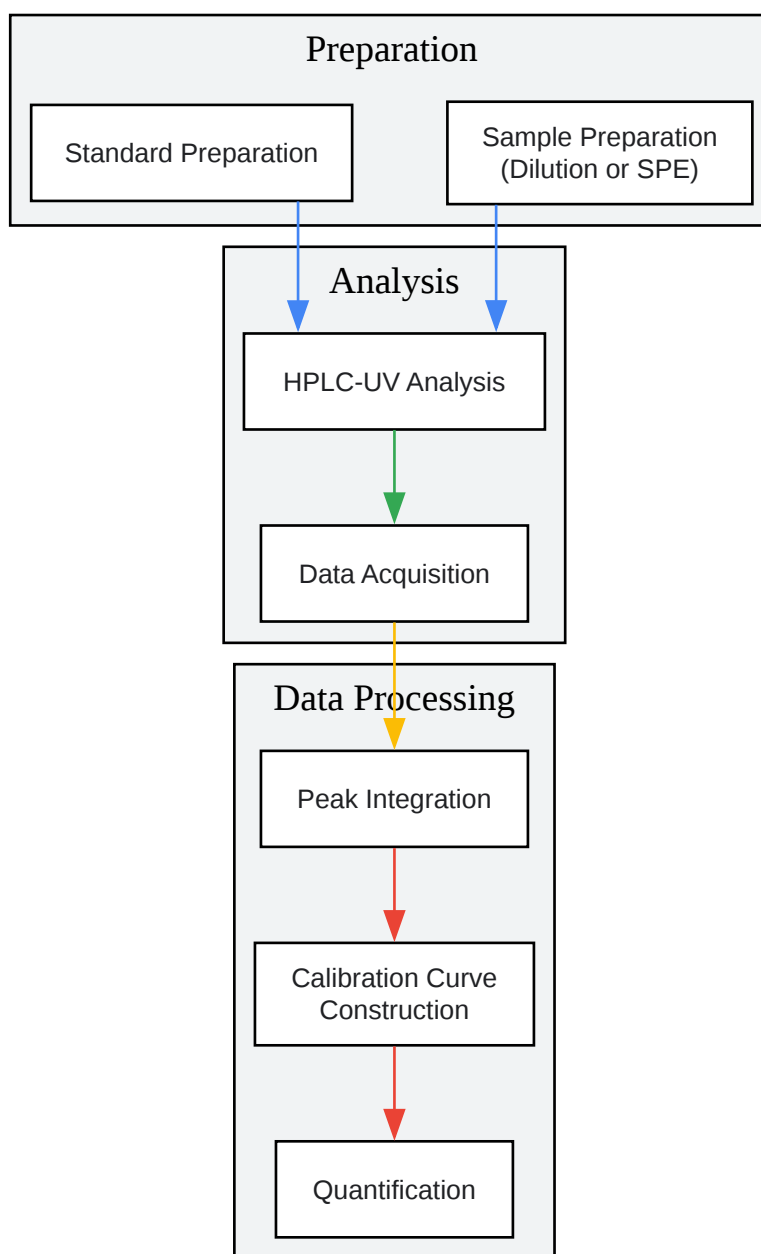 Preparation
Standard Preparation
Sample Preparation
(Dilution or SPE)
Analysis
HPLC-UV Analysis
Data Acquisition
Data Processing
Peak Integration
Calibration Curve
Construction
Quantification